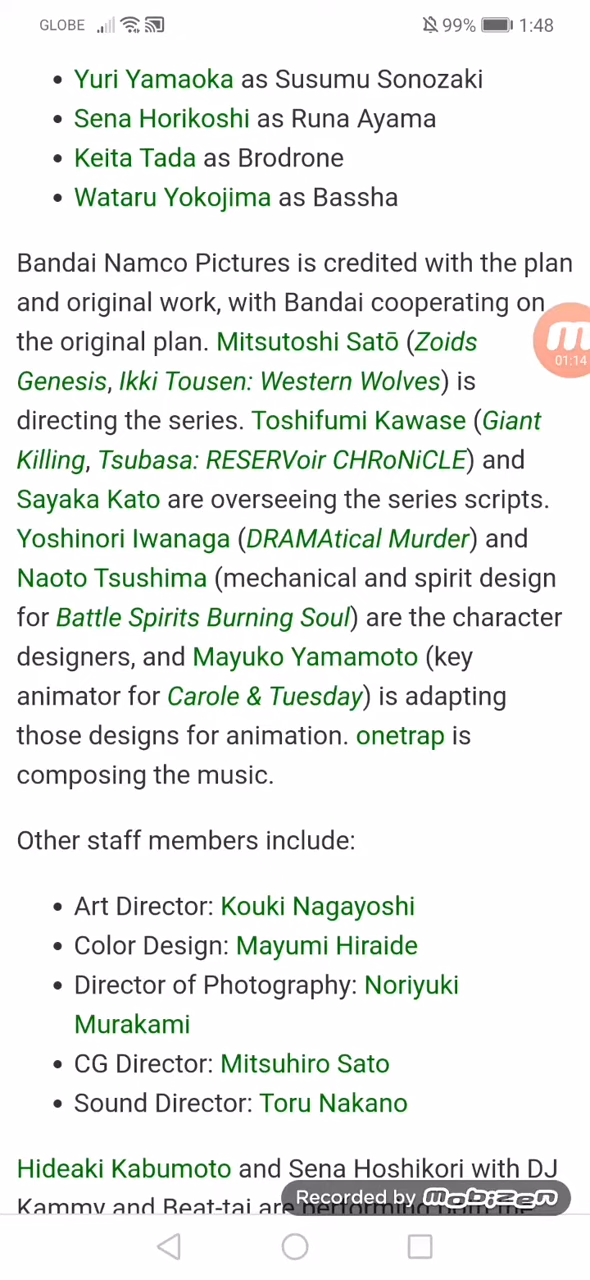 GLOBE 99% 1:48
• Yuri Yamaoka as Susumu Sonozaki
• Sena Horikoshi as Runa Ayama
• Keita Tada as Brodrone
• Wataru Yokojima as Bassha
Bandai Namco Pictures is credited with the plan
and original work, with Bandai cooperating on
the original plan. Mitsutoshi Satō (Zoids
Genesis, Ikki Tousen: Western Wolves) is
directing the series. Toshifumi Kawase (Giant
Killing, Tsubasa: RESERVoir CHRoNiCLE) and
Sayaka Kato are overseeing the series scripts.
Yoshinori Iwanaga (DRAMAtical Murder) and
Naoto Tsushima (mechanical and spirit design
for Battle Spirits Burning Soul) are the character
designers, and Mayuko Yamamoto (key
animator for Carole & Tuesday) is adapting
those designs for animation. onetrap is
composing the music.
m
01:14
Other staff members include:
• Art Director: Kouki Nagayoshi
• Color Design: Mayumi Hiraide
• Director of Photography: Noriyuki
Murakami
• CG Director: Mitsuhiro Sato
• Sound Director: Toru Nakano
Hideaki Kabumoto and Sena Hoshikori with DJ
Kammy and Beat-tai are performing both the
Recorded by Mobizen